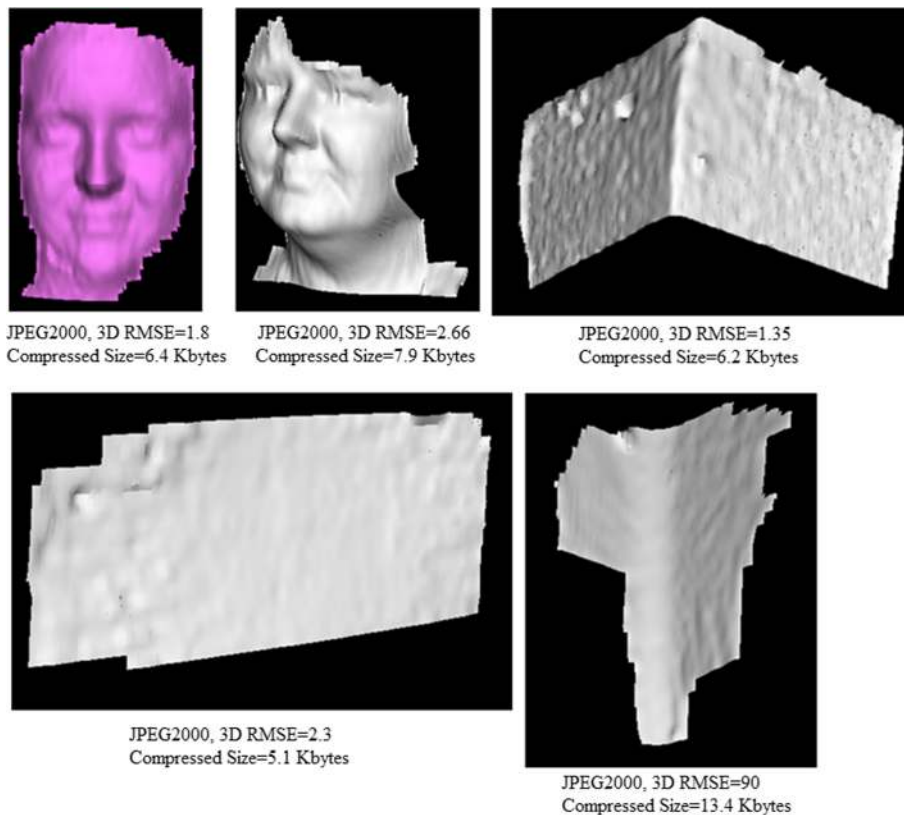 JPEG2000, 3D RMSE=1.8
Compressed Size=6.4 Kbytes
JPEG2000, 3D RMSE=2.66
Compressed Size=7.9 Kbytes
JPEG2000, 3D RMSE=1.35
Compressed Size=6.2 Kbytes
JPEG2000, 3D RMSE=2.3
Compressed Size=5.1 Kbytes
JPEG2000, 3D RMSE=90
Compressed Size=13.4 Kbytes